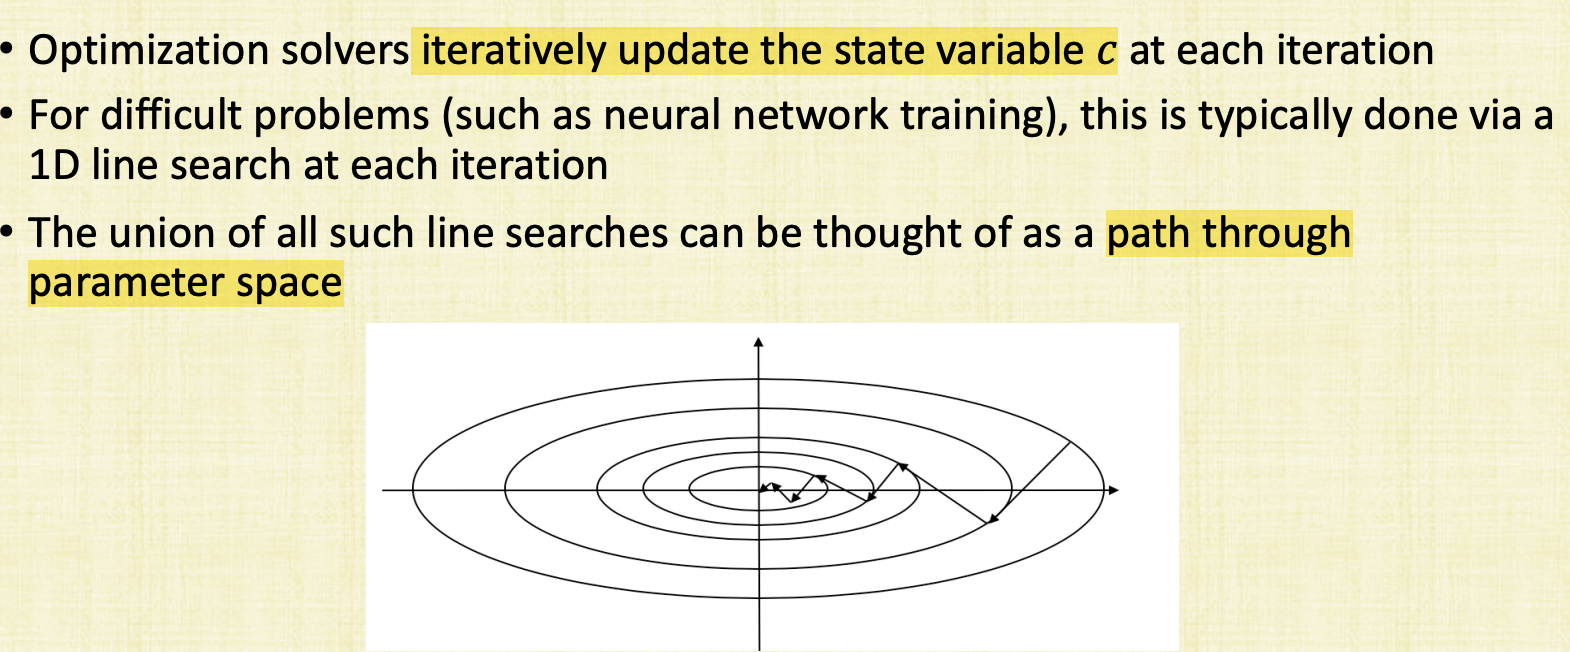 • Optimization solvers iteratively update the state variable c at each iteration
• For difficult problems (such as neural network training), this is typically done via a
1D line search at each iteration
• The union of all such line searches can be thought of as a path through
parameter space